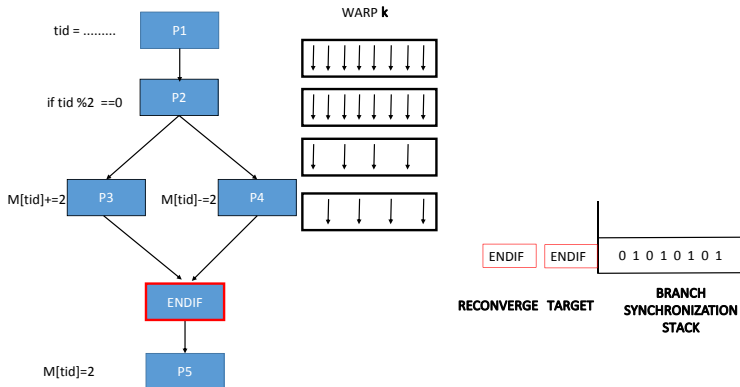 WARP k
tid = .........
P1
if tid %2 ==0
P2
M[tid]+=2
P3
M[tid]-=2
P4
ENDIF
ENDIF
0 1 0 1 0 1 0 1
RECONVERGE
TARGET
BRANCH
SYNCHRONIZATION
STACK
ENDIF
M[tid]=2
P5